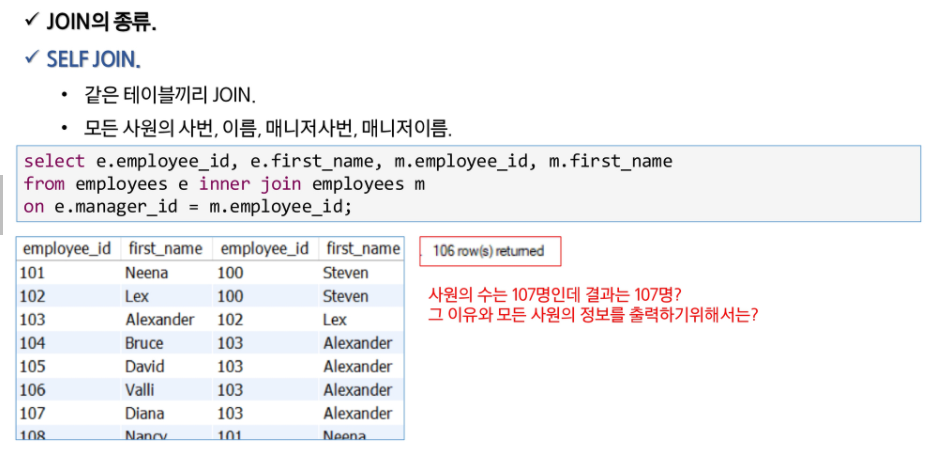 ✓ JOIN의 종류.
✓ SELF JOIN.
• 같은 테이블끼리 JOIN.
• 모든 사원의 사번, 이름, 매니저사번, 매니저이름.
select e.employee_id, e.first_name, m.employee_id, m.first_name
from employees e inner join employees m
on e.manager_id = m.employee_id;
employee_id first_name employee_id first_name
101 Neena 100 Steven
102 Lex 100 Steven
103 Alexander 102 Lex
104 Bruce 103 Alexander
105 David 103 Alexander
106 Valli 103 Alexander
107 Diana 103 Alexander
108 Nancy 101 Neena
106 row(s) returned
사원의 수는 107명인데 결과는 107명?
그 이유와 모든 사원의 정보를 출력하기위해서는?